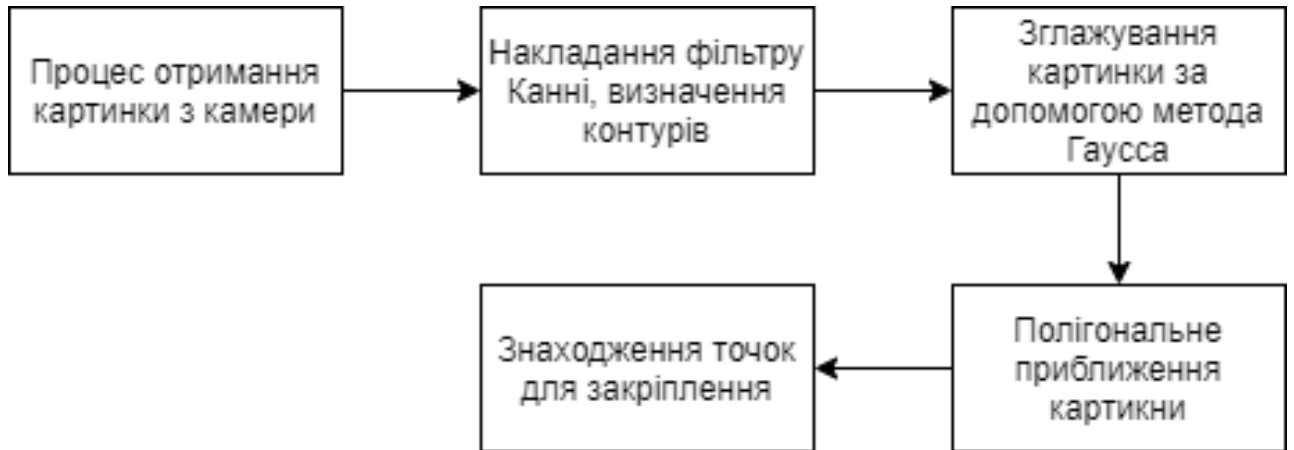 Процес отримання
картинки з камери
Накладання фільтру
Канні, визначення
контурів
Зглажування
картинки за
допомогою метода
Гаусса
Полігональне
приближення
картикни
Знаходження точок
для закріплення